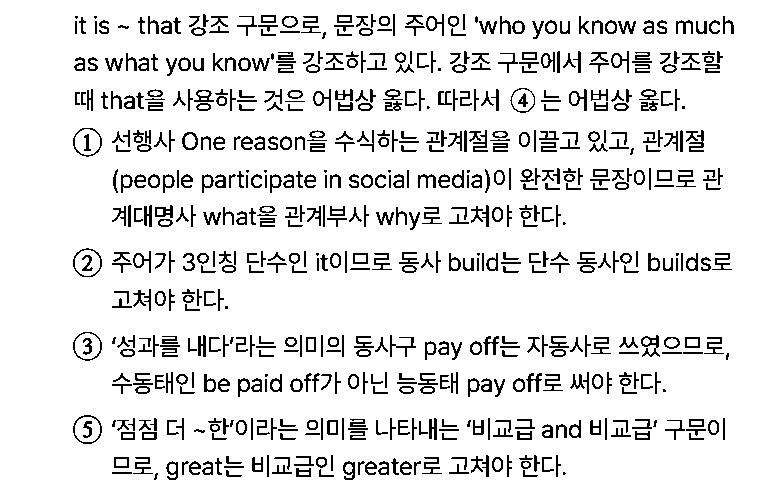 it is ~ that 강조 구문으로, 문장의 주어인 'who you know as much
as what you know'를 강조하고 있다. 강조 구문에서 주어를 강조할
때 that을 사용하는 것은 어법상 옳다. 따라서 ④는 어법상 옳다.
① 선행사 One reason을 수식하는 관계절을 이끌고 있고, 관계절
(people participate in social media)이 완전한 문장이므로 관
계대명사 what을 관계부사 why로 고쳐야 한다.
② 주어가 3인칭 단수인 it이므로 동사 build는 단수 동사인 builds로
고쳐야 한다.
③ ‘성과를 내다’라는 의미의 동사구 pay off는 자동사로 쓰였으므로,
수동태인 be paid off가 아닌 능동태 pay off로 써야 한다.
⑤ ‘점점 더 ~한’이라는 의미를 나타내는 ‘비교급 and 비교급’ 구문이
므로, great는 비교급인 greater로 고쳐야 한다.